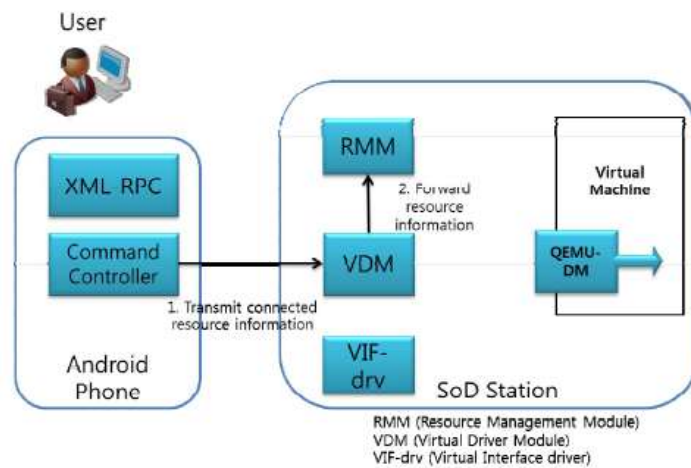 User
XML RPC
Command
Controller
Android
Phone
1. Transmit connected
resource information
RMM
2. Forward
resource
information
VDM
VIF-
drv
Virtual
Machine
QEMU-
DM
SoD Station
RMM (Resource Management Module)
VDM (Virtual Driver Module)
VIF-drv (Virtual Interface driver)